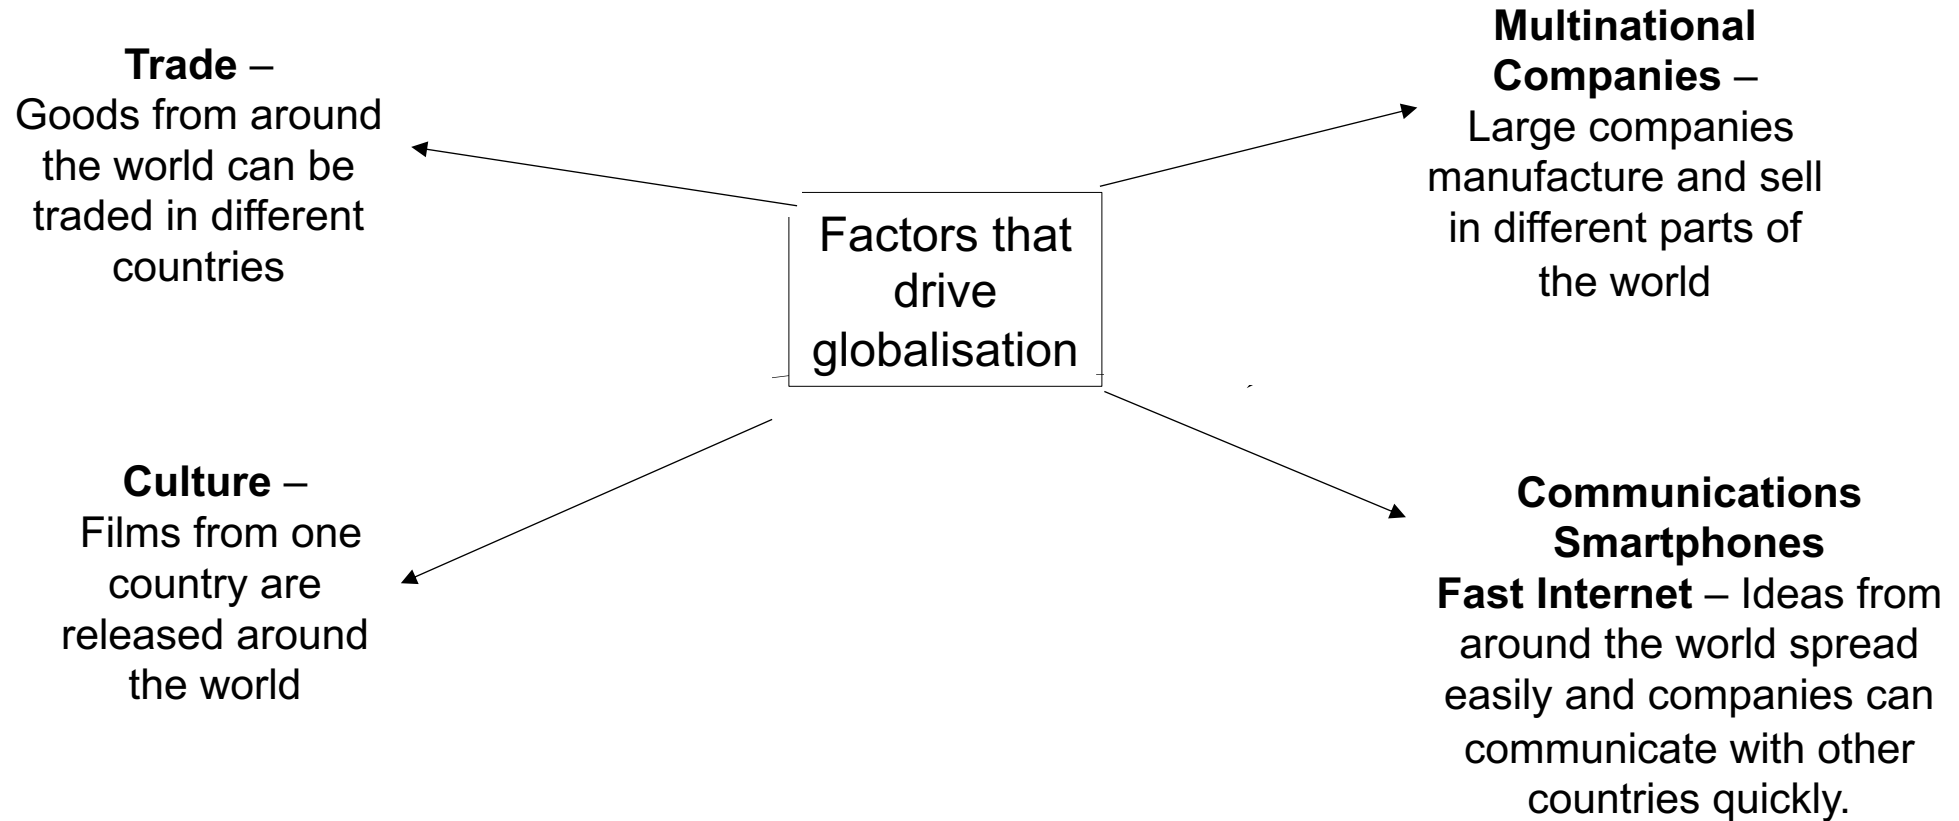 Trade –
Goods from around
the world can be
traded in different
countries
Multinational
Companies –
Large companies
manufacture and sell
in different parts of
the world
Factors that
drive
globalisation
Culture –
Films from one
country are
released around
the world
Communications
Smartphones
Fast Internet – Ideas from
around the world spread
easily and companies can
communicate with other
countries quickly.